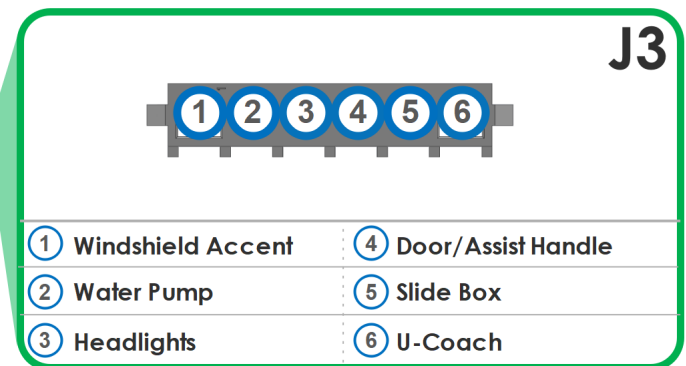 J3
1 2 3 4 5 6
1 Windshield Accent
4 Door/Assist Handle
2 Water Pump
5 Slide Box
3 Headlights
6 U-Coach